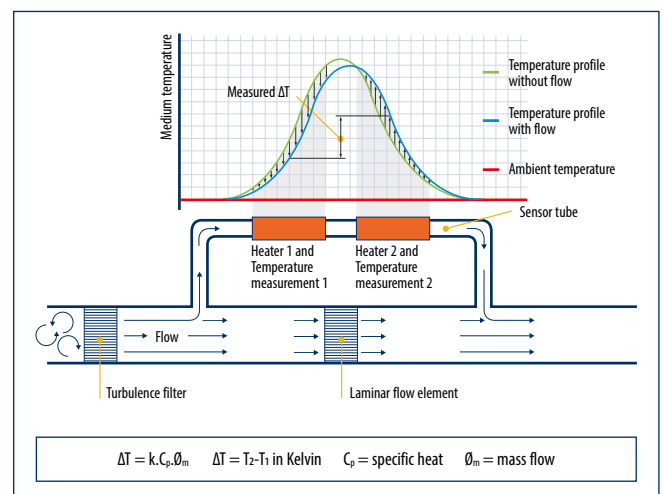 Medium temperature
Measured ΔT
Temperature profile
without flow
Temperature profile
with flow
Ambient temperature
Sensor tube
Heater 1 and
Temperature
measurement 1
Heater 2 and
Temperature
measurement 2
Flow
Turbulence filter
Laminar flow element
ΔT = k.Cₚ.Øₘ ΔT = T₂-T₁ in Kelvin Cₚ = specific heat Øₘ = mass flow